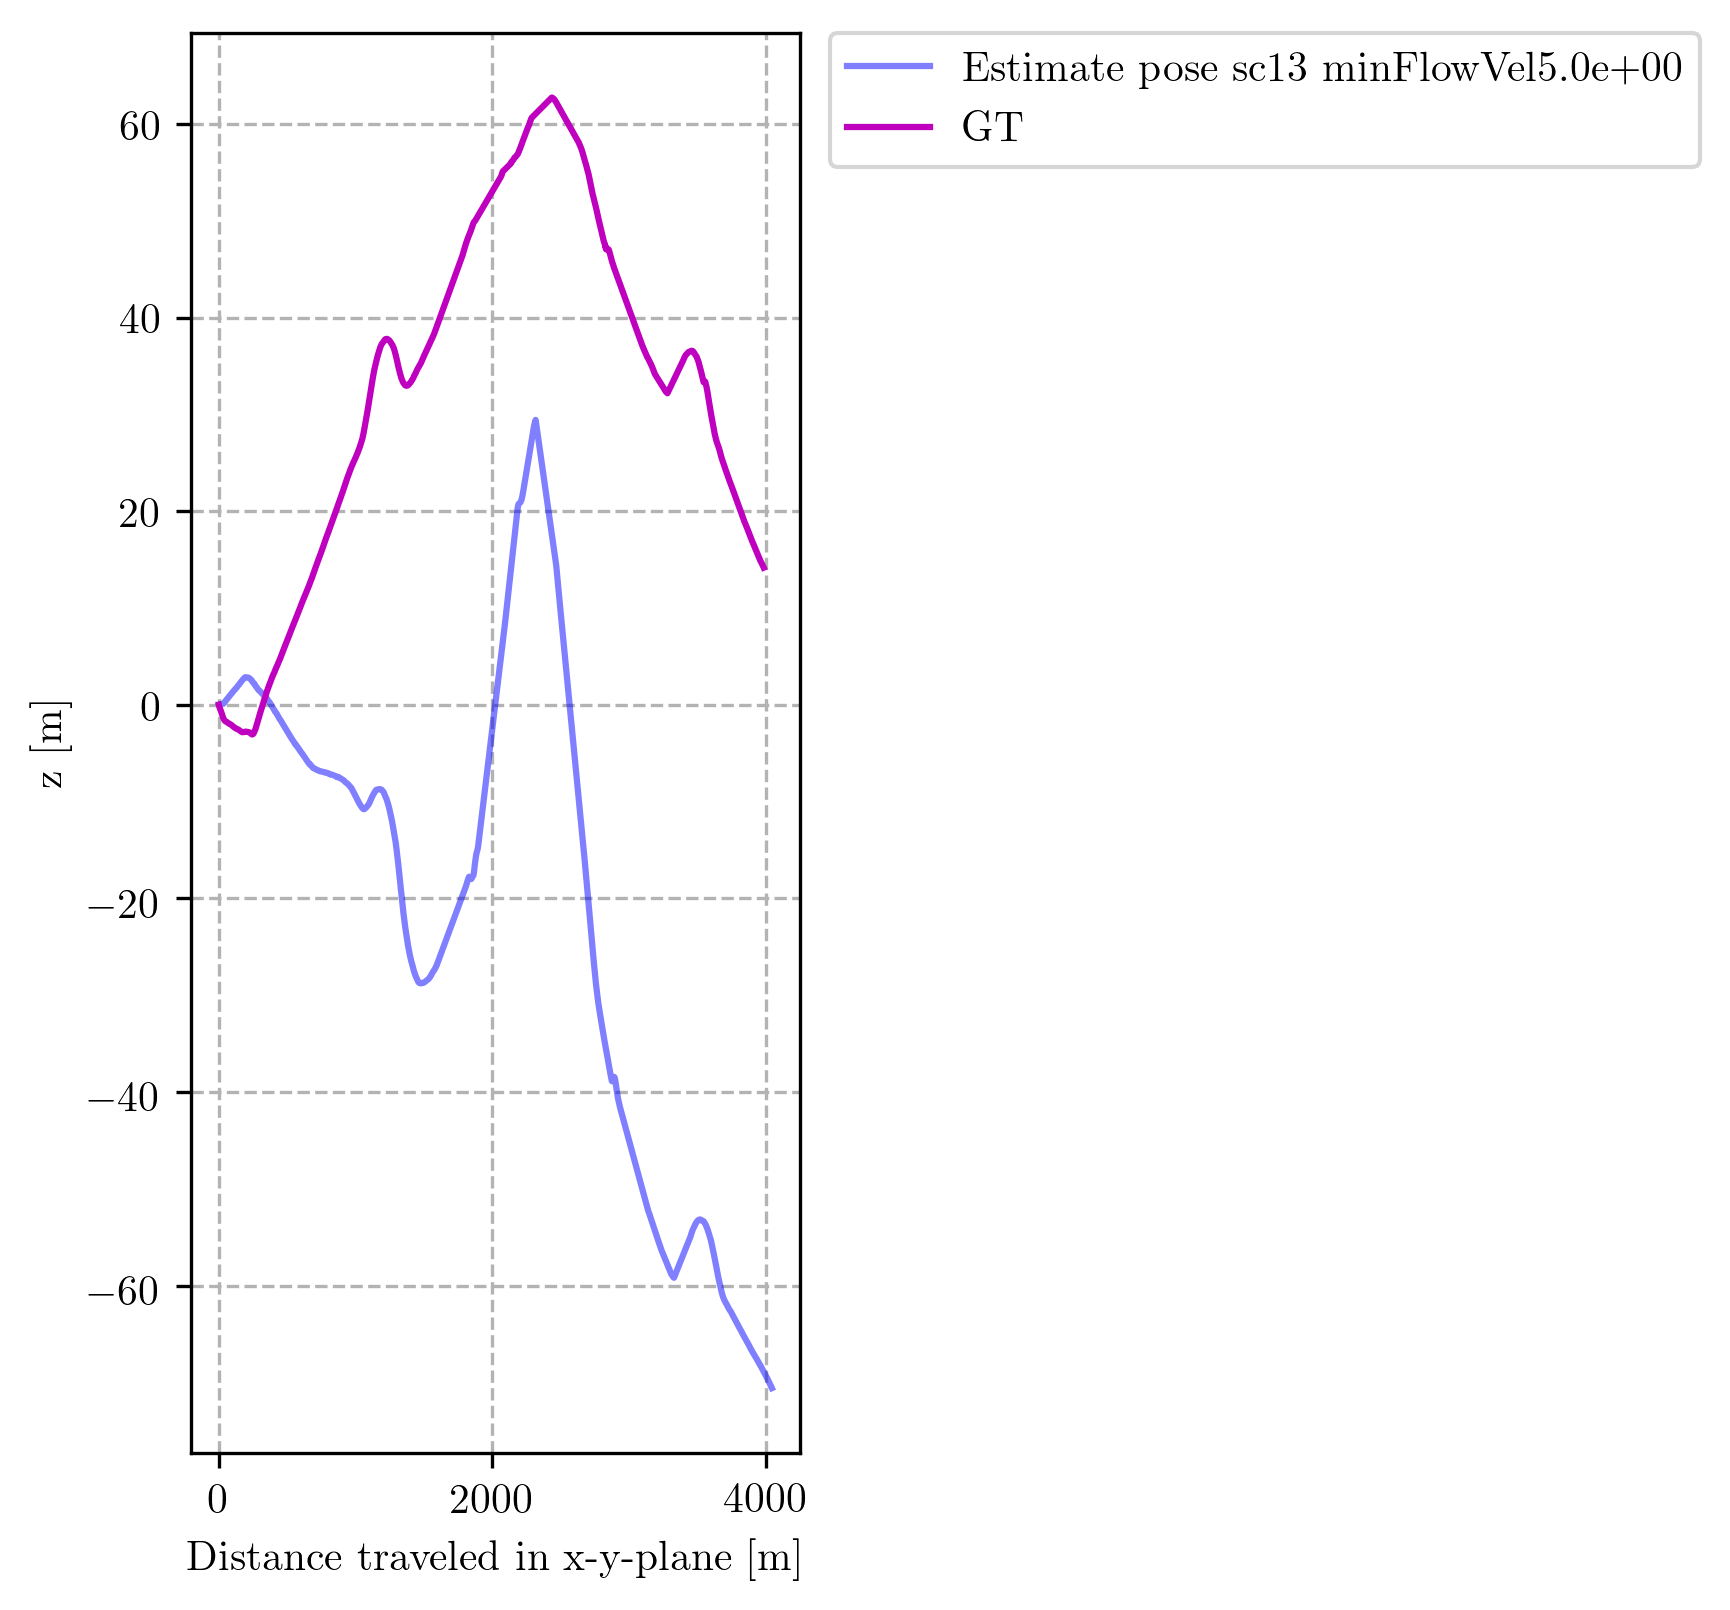 Estimate pose sc13 minFlowVel5.0e+00
GT
60
40
20
0
−20
−40
−60
z [m]
0 2000 4000
Distance traveled in x-y-plane [m]